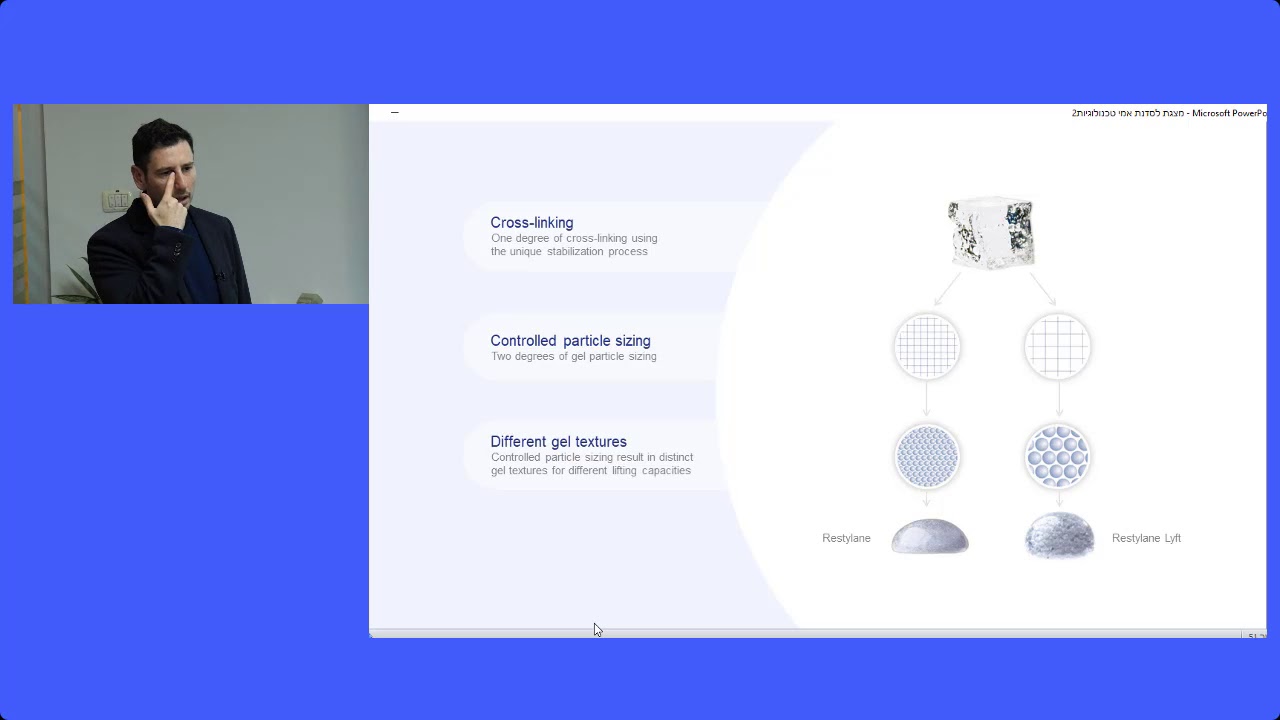 מצגת לסדנת אמי טכנולוגיות2 - Microsoft PowerPo
Cross-linking
One degree of cross-linking using
the unique stabilization process
Controlled particle sizing
Two degrees of gel particle sizing
Different gel textures
Controlled particle sizing result in distinct
gel textures for different lifting capacities
Restylane
Restylane Lyft